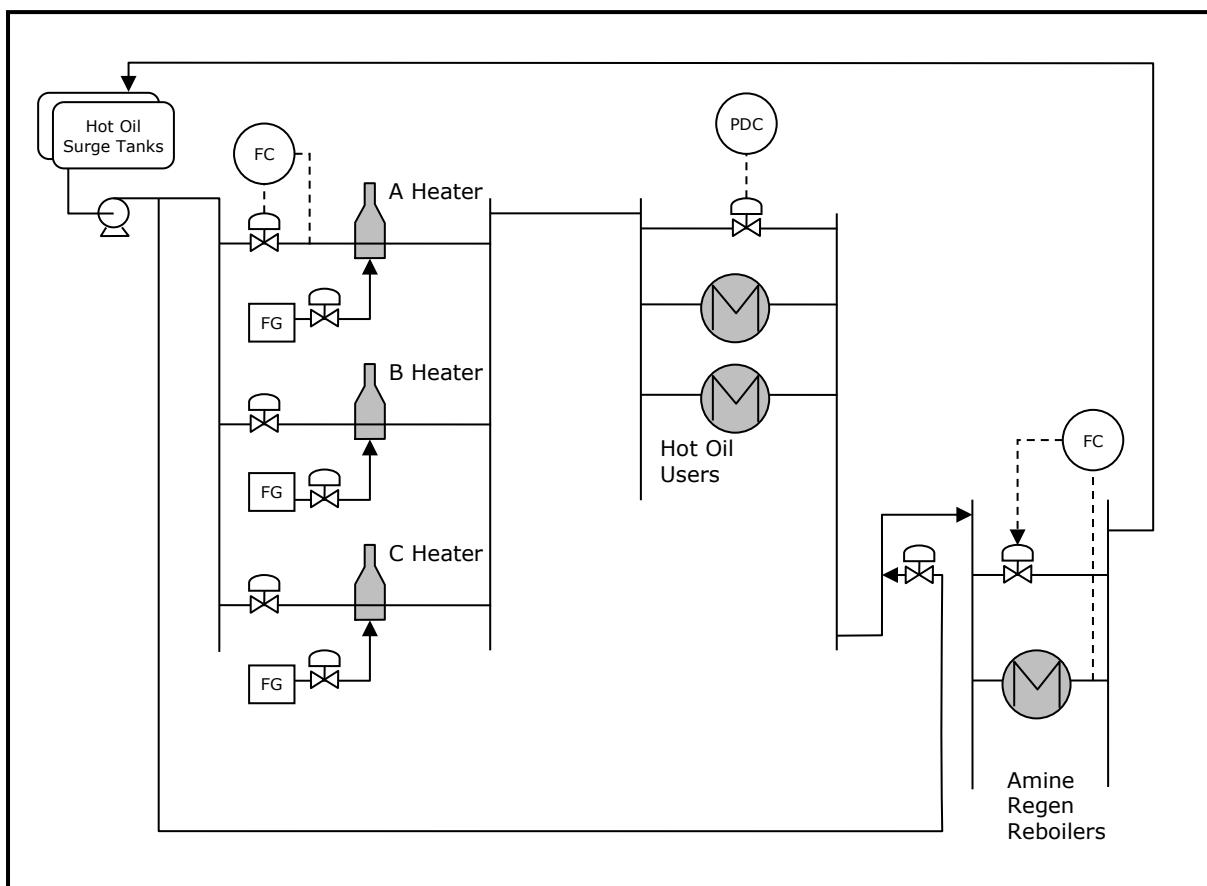 Hot Oil
Surge Tanks
FC
A Heater
FG
B Heater
FG
C Heater
FG
PDC
Hot Oil
Users
FC
Amine
Regen
Reboilers